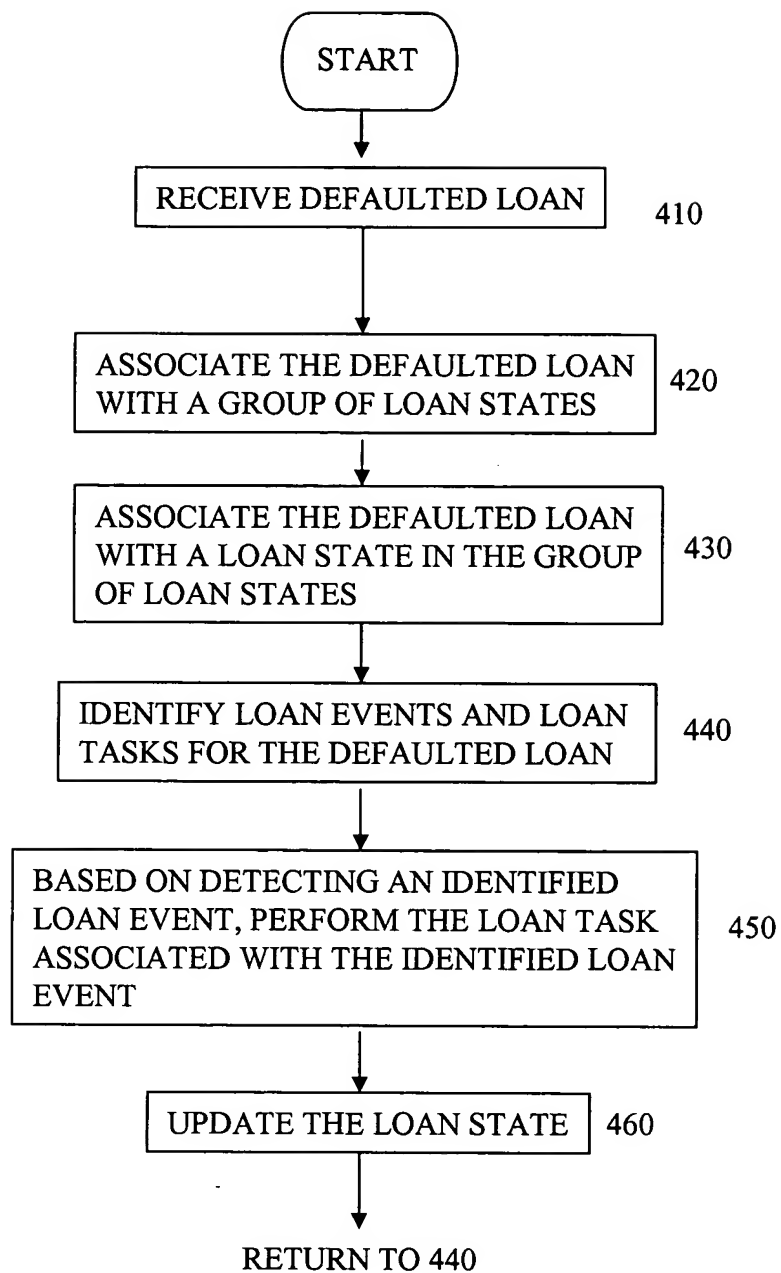 START
RECEIVE DEFAULTED LOAN
410
ASSOCIATE THE DEFAULTED LOAN
WITH A GROUP OF LOAN STATES
420
ASSOCIATE THE DEFAULTED LOAN
WITH A LOAN STATE IN THE GROUP
OF LOAN STATES
430
IDENTIFY LOAN EVENTS AND LOAN
TASKS FOR THE DEFAULTED LOAN
440
BASED ON DETECTING AN IDENTIFIED
LOAN EVENT, PERFORM THE LOAN TASK
ASSOCIATED WITH THE IDENTIFIED LOAN
EVENT
450
UPDATE THE LOAN STATE
460
RETURN TO 440